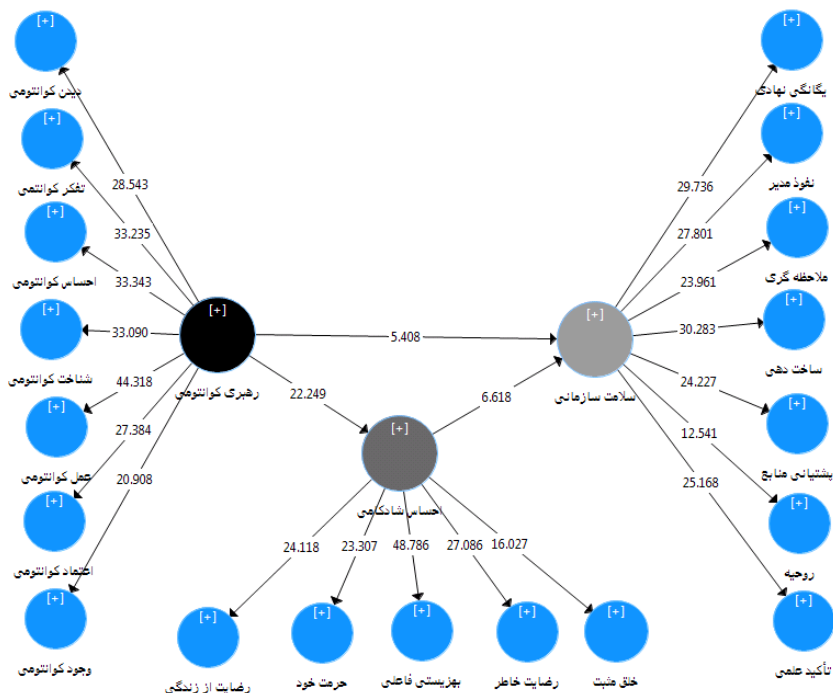 [+]
دیدن کوانتومی
[+]
تفکر کوانتمی
[+]
احساس کوانتومی
[+]
شناخت کوانتومی
[+]
عمل کوانتومی
[+]
اعتماد کوانتومی
[+]
وجود کوانتومی
28.543
33.235
33.343
33.090
44.318
27.384
20.908
[+]
رهبری کوانتومی
5.408
22.249
6.618
[+]
احساس شادکامی
[+]
سلامت سازمانی
24.118
23.307
48.786
27.086
16.027
[+]
رضایت از زندگی
[+]
حرمت خود
[+]
بهزیستی فاعلی
[+]
رضایت خاطر
[+]
خلق مثبت
29.736
27.801
23.961
30.283
24.227
12.541
25.168
[+]
یگانگی نهادی
[+]
نفوذ مدیر
[+]
ملاحظه گری
[+]
ساخت دهی
[+]
پشتیانی منابع
[+]
روحیه
[+]
تأکید علمی